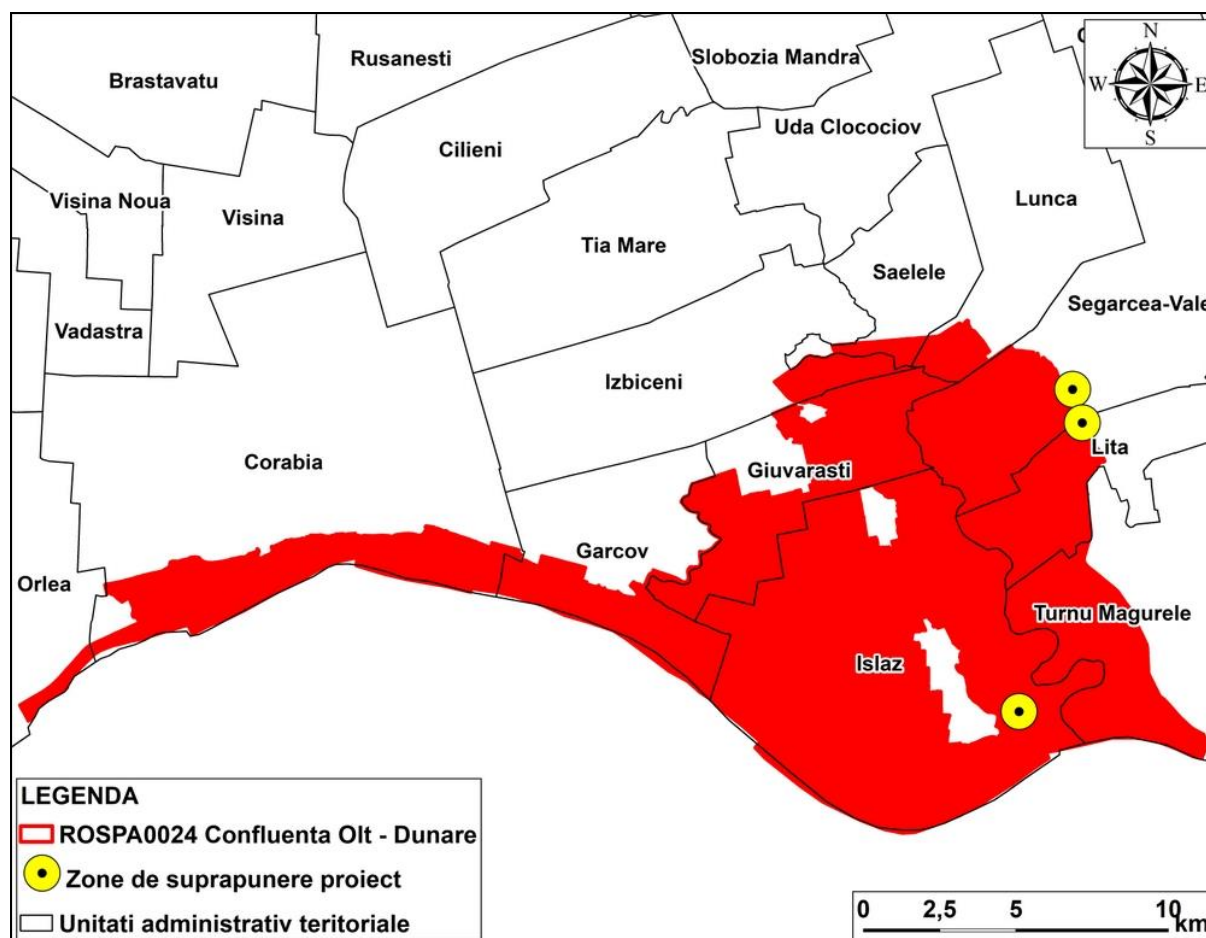 Slobozia Mandra
N
W
E
S
Rusanesti
Brastavatu
Uda Clocociov
Cilieni
Visina Noua
Lunca
Visina
Tia Mare
Saelele
Segarcea-Vale
Vadastra
Izbiceni
Lita
Corabia
Giuvarasti
Garcov
Orlea
Turnu Magurele
Islaz
LEGENDA
ROSPA0024 Confluenta Olt - Dunare
Zone de suprapunere proiect
Unitati administrativ teritoriale
0 2,5 5 10
km